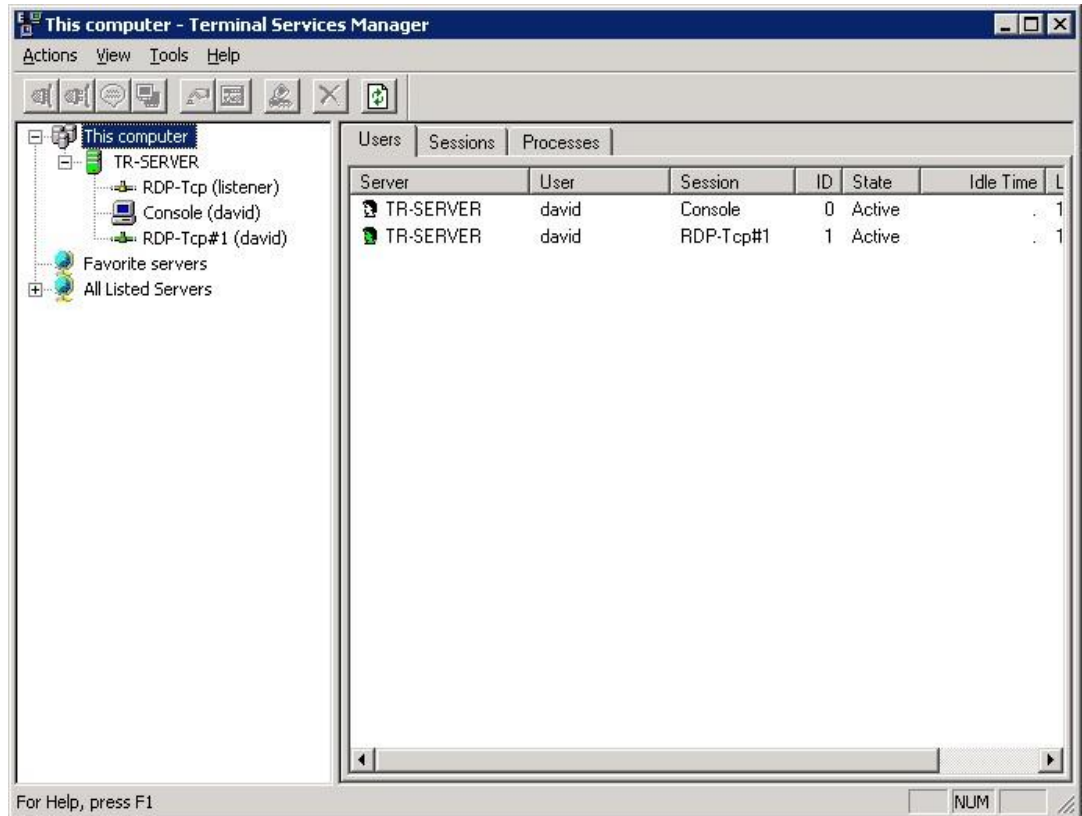 This computer - Terminal Services Manager
Actions View Tools Help
This computer
TR-SERVER
RDP-Tcp (listener)
Console (david)
RDP-Tcp#1 (david)
Favorite servers
All Listed Servers
Users Sessions Processes
Server User Session ID State Idle Time L
TR-SERVER david Console 0 Active . 1
TR-SERVER david RDP-Tcp#1 1 Active . 1
For Help, press F1
NUM